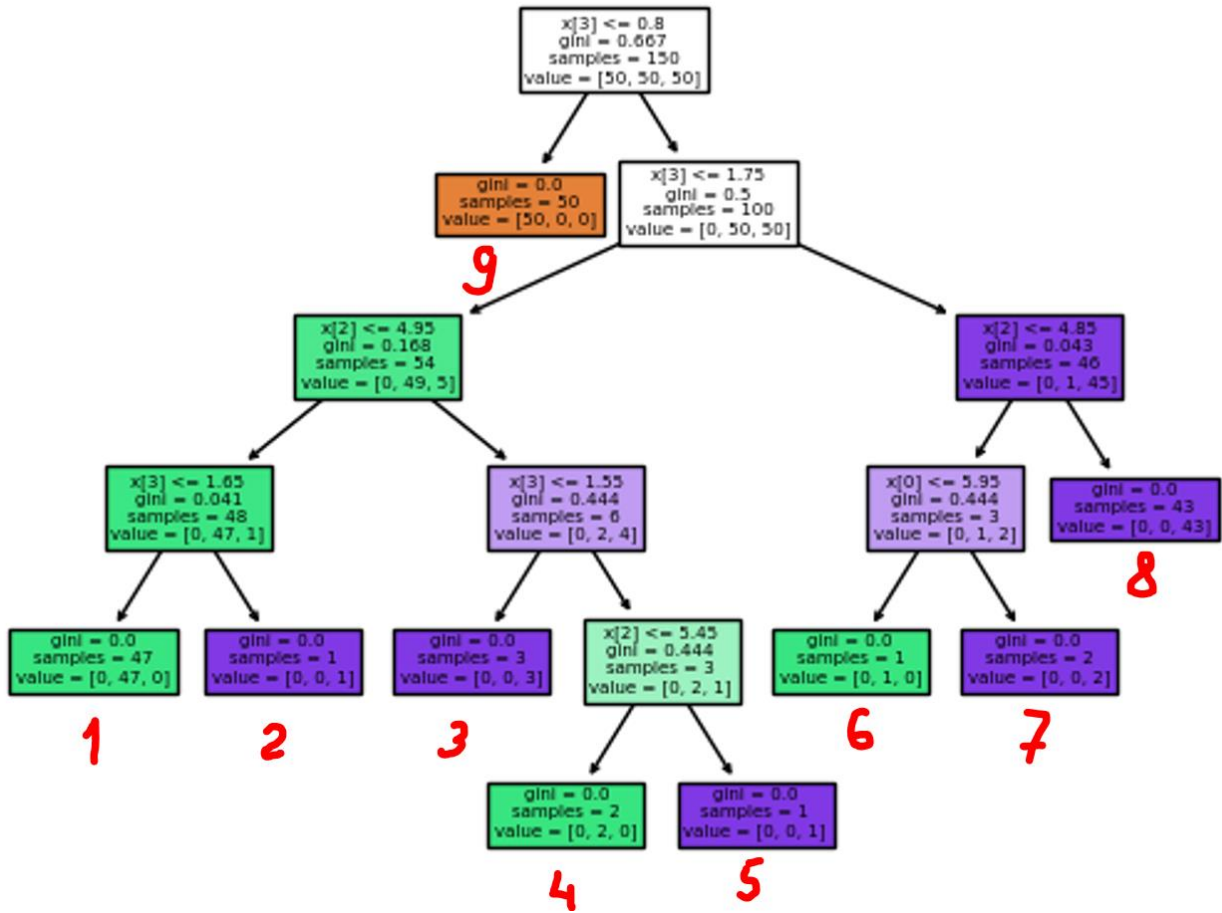 x[3] <= 0.8
gini = 0.667
samples = 150
value = [50, 50, 50]
gini = 0.0
samples = 50
value = [50, 0, 0]
9
x[3] <= 1.75
gini = 0.5
samples = 100
value = [0, 50, 50]
x[2] <= 4.95
gini = 0.168
samples = 54
value = [0, 49, 5]
x[2] <= 4.85
gini = 0.043
samples = 46
value = [0, 1, 45]
x[3] <= 1.65
gini = 0.041
samples = 48
value = [0, 47, 1]
x[3] <= 1.55
gini = 0.444
samples = 6
value = [0, 2, 4]
x[0] <= 5.95
gini = 0.444
samples = 3
value = [0, 1, 2]
gini = 0.0
samples = 43
value = [0, 0, 43]
8
gini = 0.0
samples = 47
value = [0, 47, 0]
1
gini = 0.0
samples = 1
value = [0, 0, 1]
2
gini = 0.0
samples = 3
value = [0, 0, 3]
3
x[2] <= 5.45
gini = 0.444
samples = 3
value = [0, 2, 1]
gini = 0.0
samples = 1
value = [0, 1, 0]
6
gini = 0.0
samples = 2
value = [0, 0, 2]
7
gini = 0.0
samples = 2
value = [0, 2, 0]
4
gini = 0.0
samples = 1
value = [0, 0, 1]
5